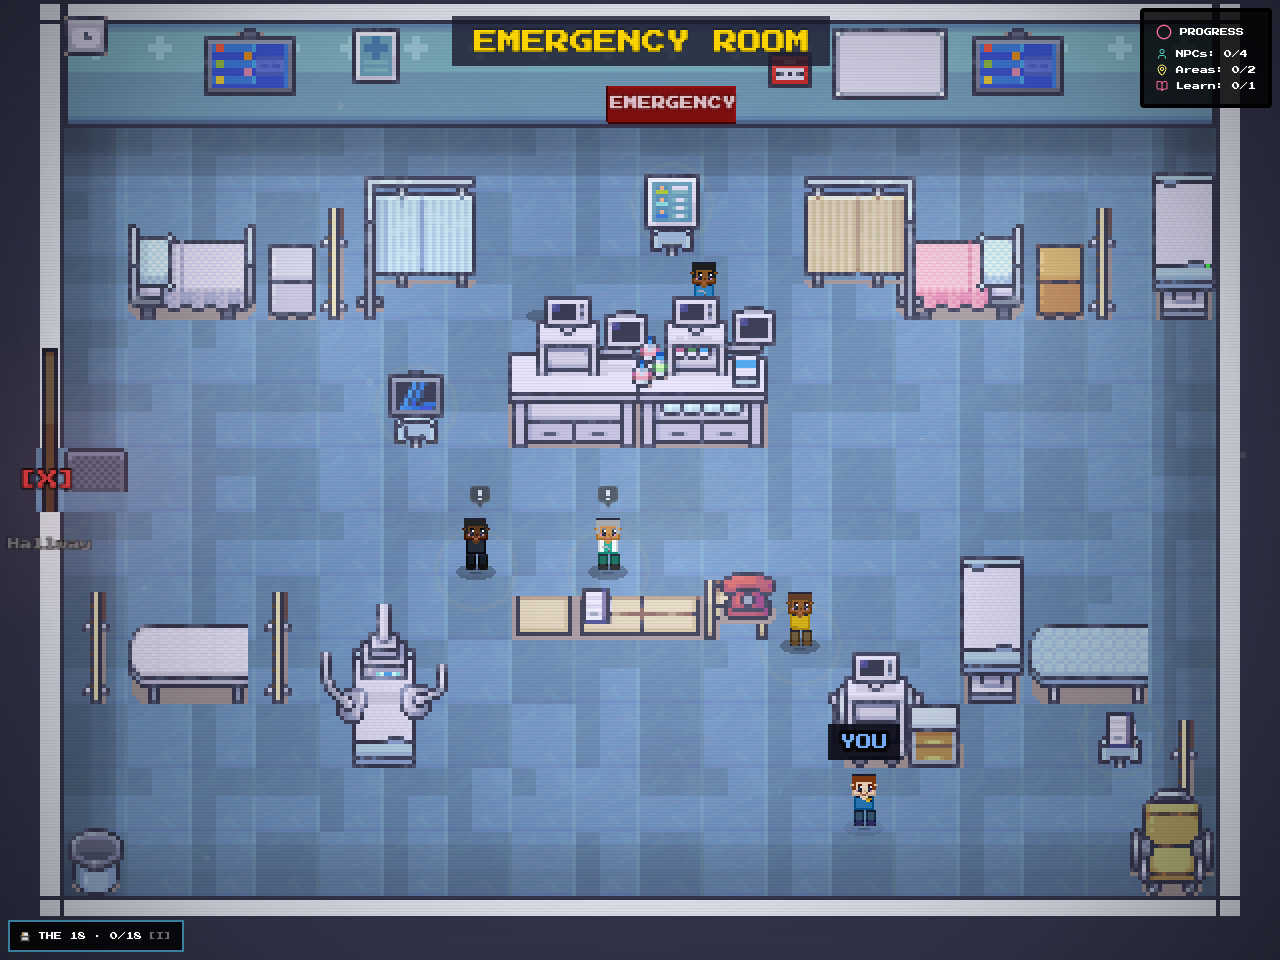 EMERGENCY ROOM
EMERGENCY
PROGRESS
NPCs: 0/4
Areas: 0/2
Learn: 0/1
!
!
[X]
Hallway
YOU
THE 18 · 0/18 [I]